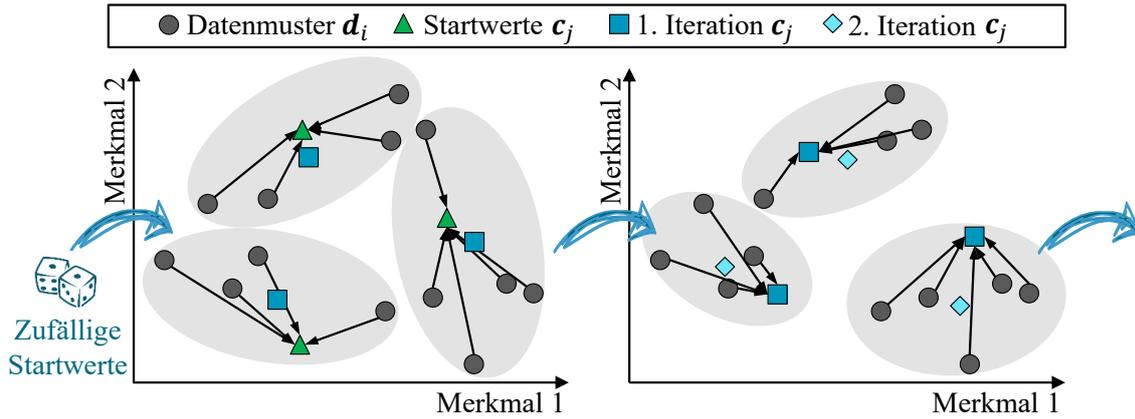 Datenmuster d_i Startwerte c_j 1. Iteration c_j 2. Iteration c_j
Merkmal 2
Merkmal 2
Zufällige
Startwerte
Merkmal 1
Merkmal 1